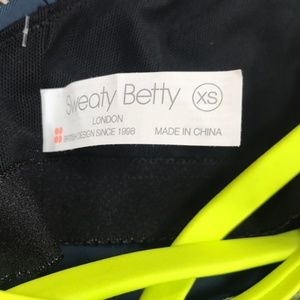 Sweaty Betty XS
LONDON
BRITISH DESIGN SINCE 1998 MADE IN CHINA